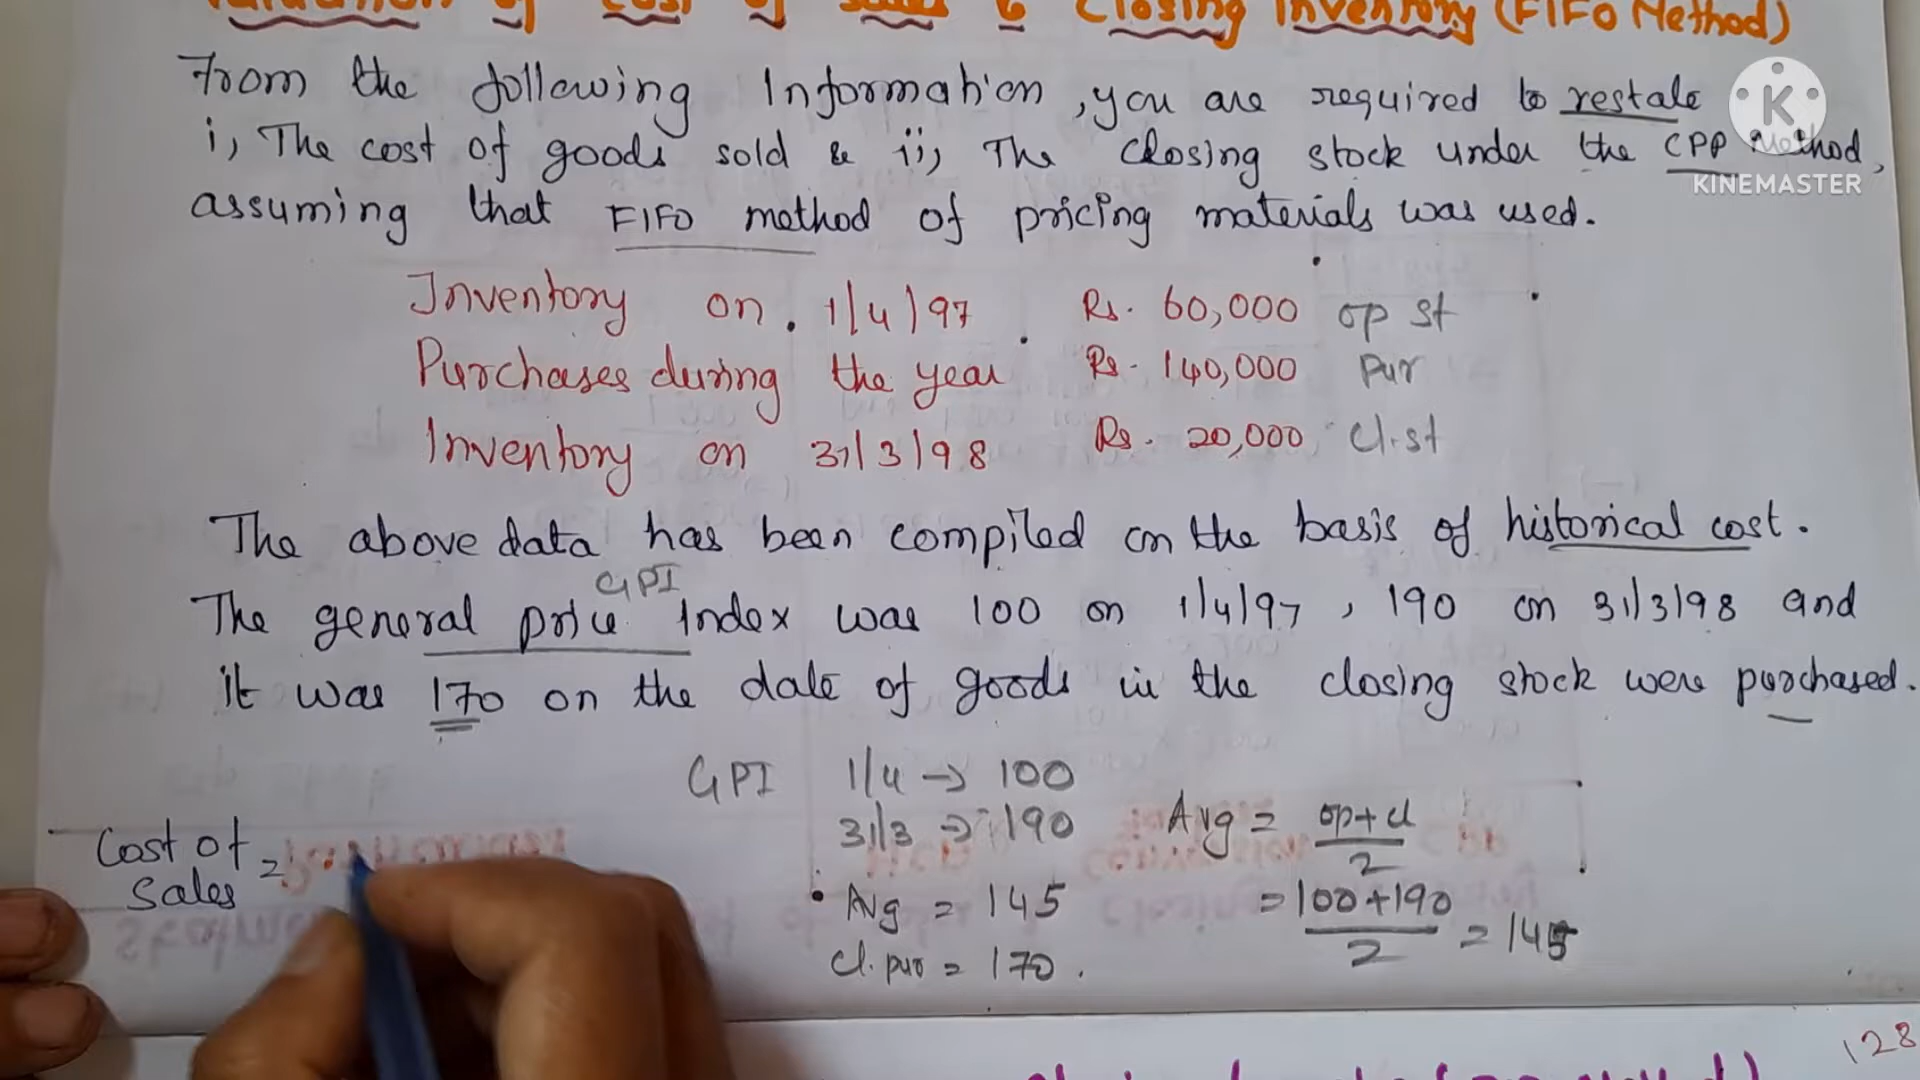 Valuation of Cost of Sales & Closing Inventory (FIFO Method)
From the following Information, you are required to restate
i, The cost of goods sold & ii, The closing stock under the CPP Method,
assuming that FIFO method of pricing materials was used.
KINEMASTER
Inventory on 1/4/97 Rs. 60,000 op st
Purchases during the year Rs. 140,000 Pur
Inventory on 31/3/98 Rs. 20,000 Cl.st
The above data has been compiled on the basis of historical cost.
GPI
The general price Index was 100 on 1/4/97, 190 on 31/3/98 and
it was 170 on the date of goods in the closing stock were purchased.
GPI 1/4 → 100
31/3 → 190
Avg = 145
Cl. pur = 170.
Avg = op+cl / 2
= 100+190 / 2 = 145
Cost of Sales =
128